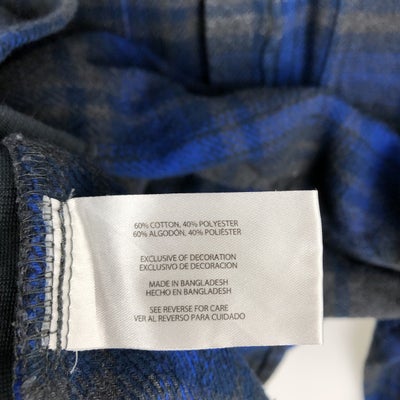 60% COTTON, 40% POLYESTER
60% ALGODÓN, 40% POLIÉSTER
EXCLUSIVE OF DECORATION
EXCLUSIVO DE DECORACION
MADE IN BANGLADESH
HECHO EN BANGLADESH
SEE REVERSE FOR CARE
VER AL REVERSO PARA CUIDADO